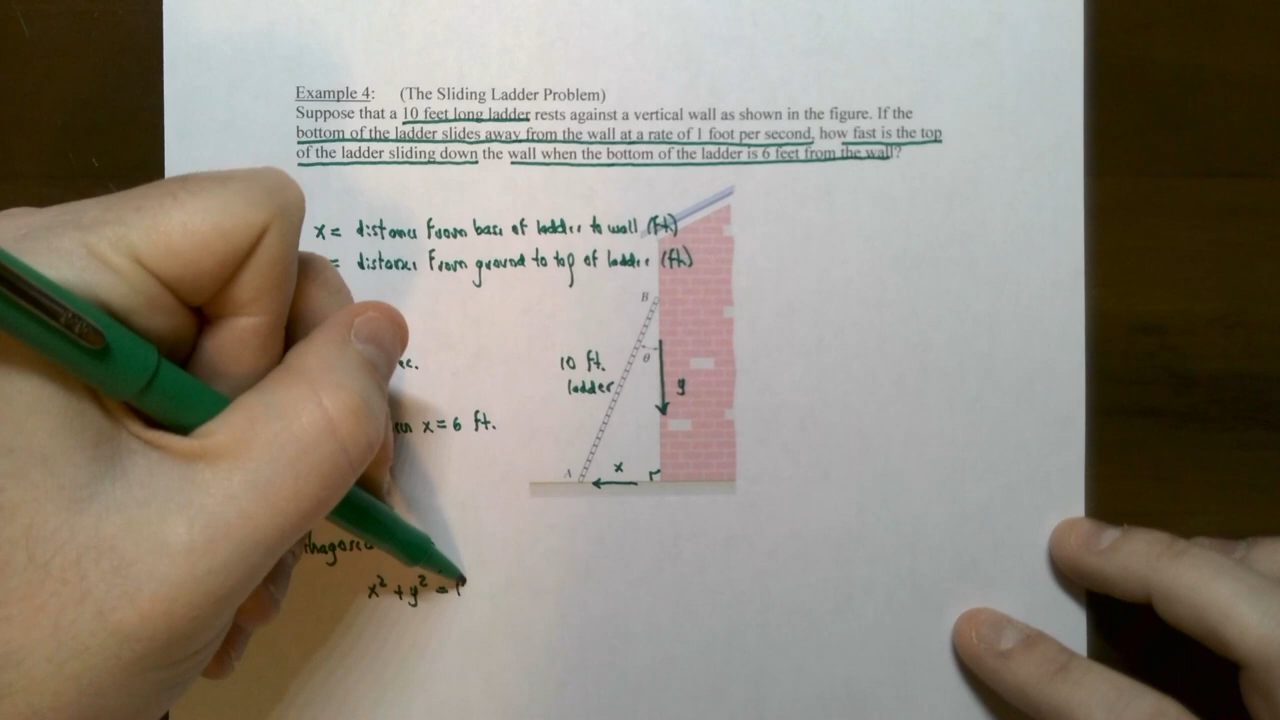 Example 4: (The Sliding Ladder Problem)
Suppose that a 10 feet long ladder rests against a vertical wall as shown in the figure. If the
bottom of the ladder slides away from the wall at a rate of 1 foot per second, how fast is the top
of the ladder sliding down the wall when the bottom of the ladder is 6 feet from the wall?
x = distance from base of ladder to wall (ft)
= distance from ground to top of ladder (ft)
B
θ
10 ft.
ladder
y
x = 6 ft.
A
x
x² + y² =